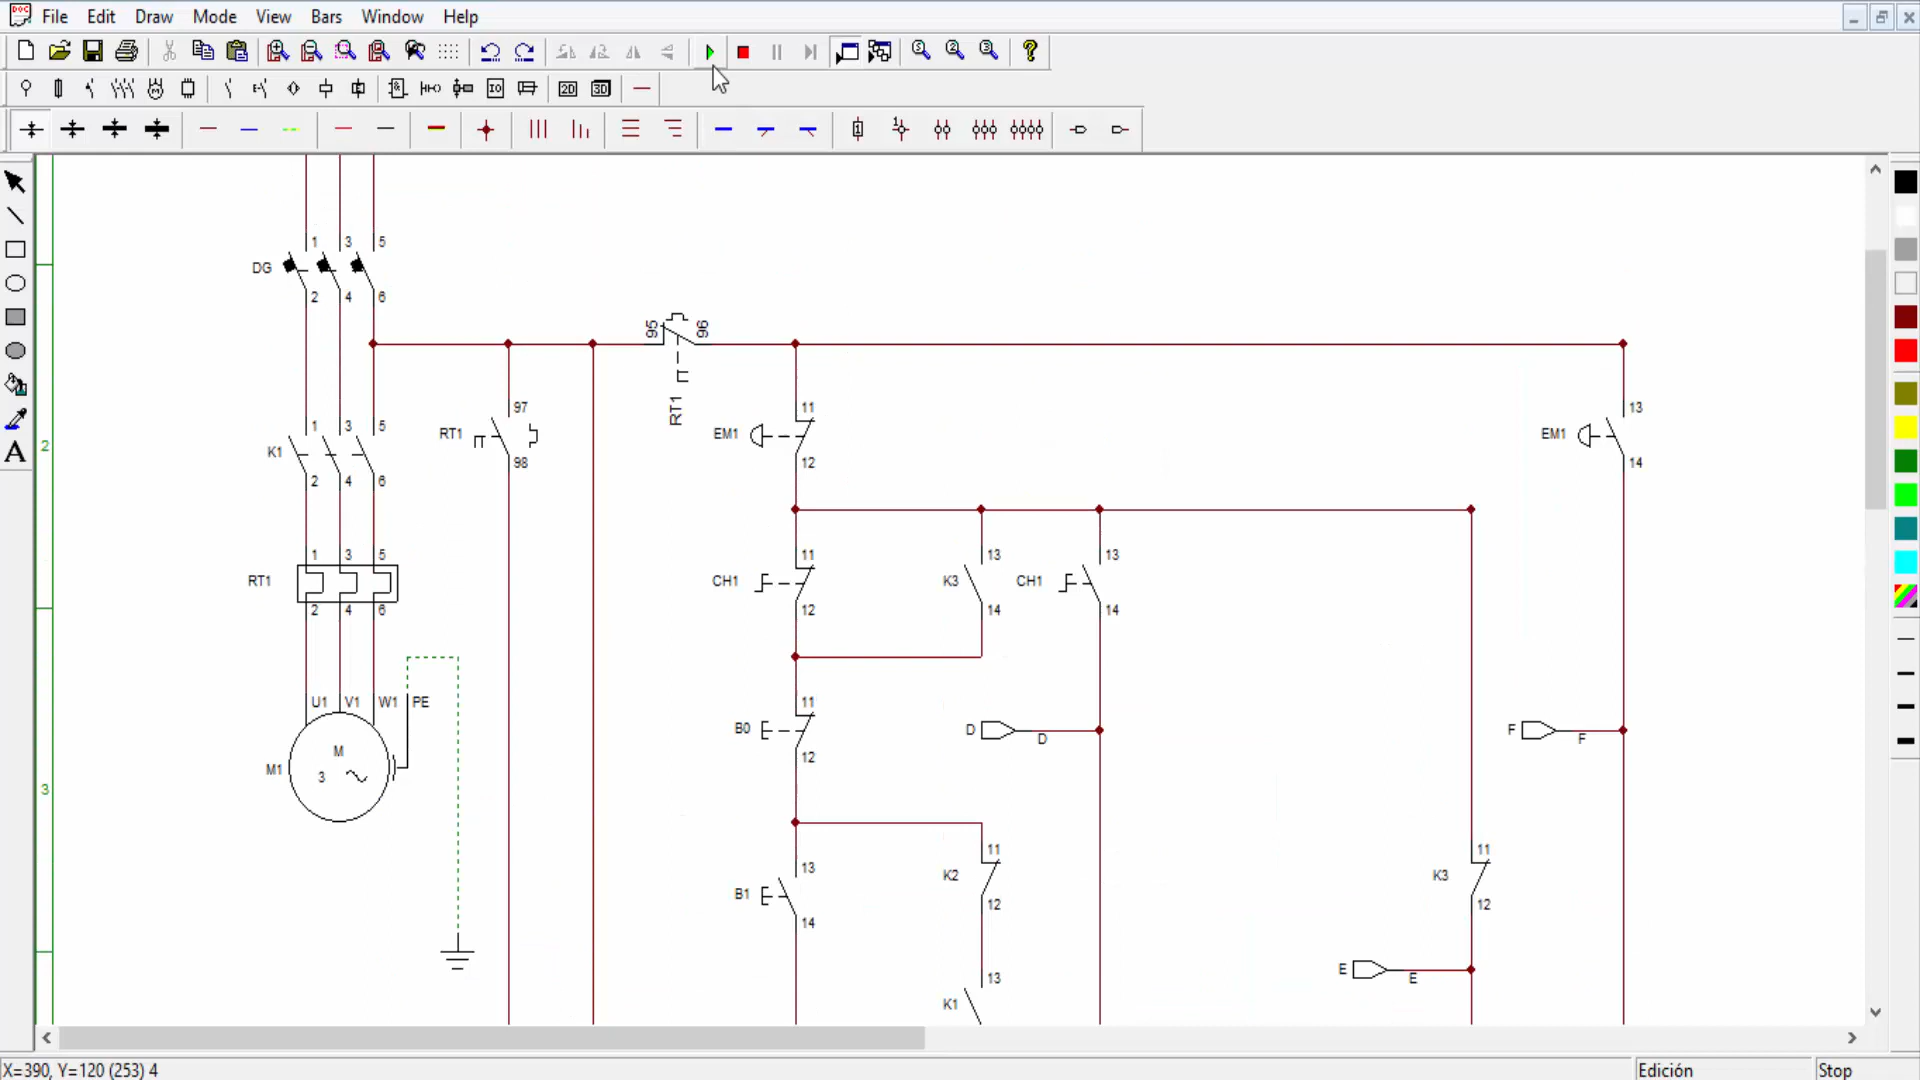 File Edit Draw Mode View Bars Window Help
1 3 5
DG
2 4 6
95 96
RT1
1 3 5
K1
2 4 6
97
RT1
98
11
EM1
12
13
EM1
14
1 3 5
RT1
2 4 6
11
CH1
12
13
K3
14
13
CH1
14
U1 V1 W1 PE
M
3
M1
11
B0
12
D D
F F
11
K2
12
13
B1
14
11
K3
12
E E
13
K1
2
3
X=390, Y=120 (253) 4
Edición
Stop
A
2D 3D
IO